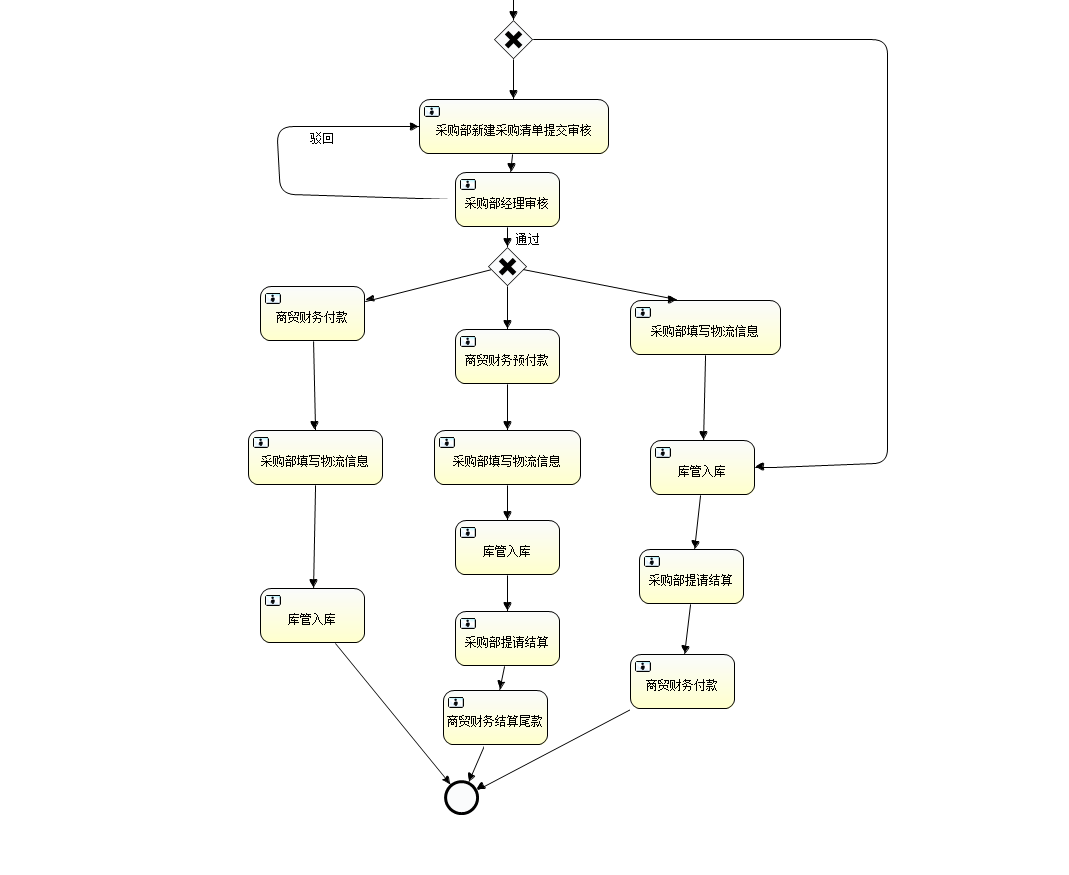 采购部新建采购清单提交审核
驳回
采购部经理审核
通过
商贸财务付款
商贸财务预付款
采购部填写物流信息
采购部填写物流信息
采购部填写物流信息
库管入库
库管入库
采购部提请结算
库管入库
采购部提请结算
商贸财务付款
商贸财务结算尾款